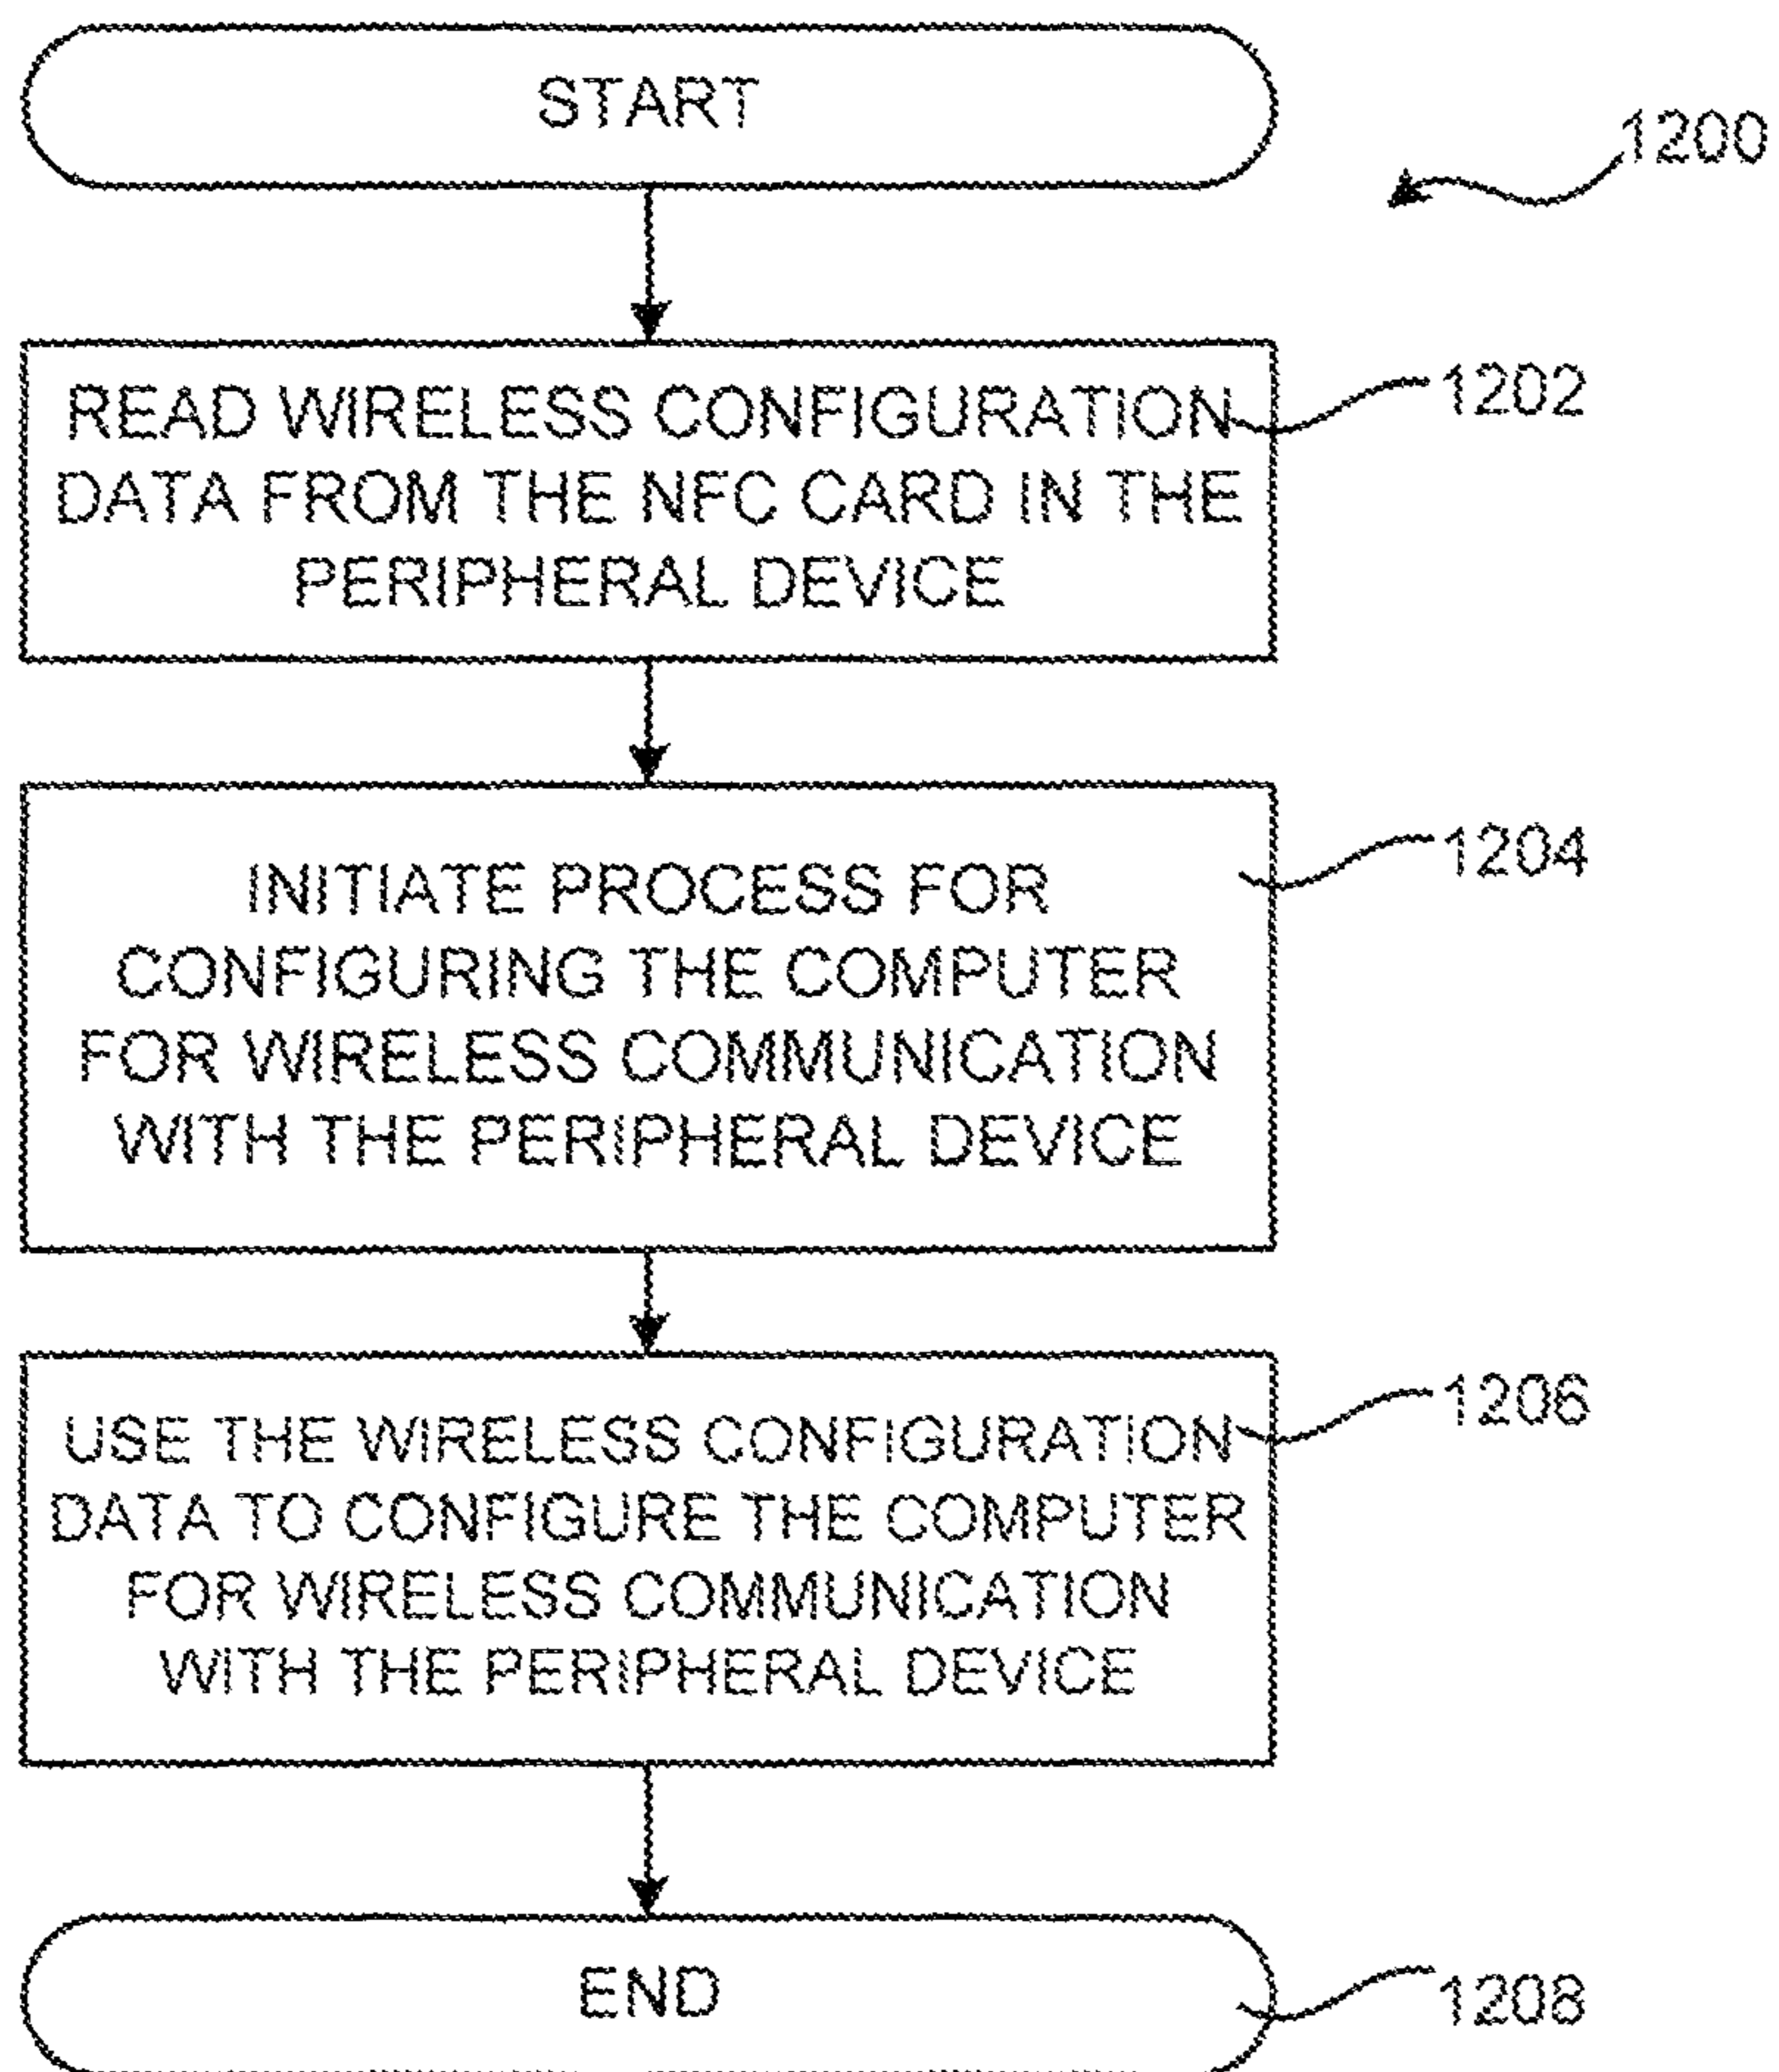 START
1200
READ WIRELESS CONFIGURATION
1202
DATA FROM THE NFC CARD IN THE
PERIPHERAL DEVICE
INITIATE PROCESS FOR
1204
CONFIGURING THE COMPUTER
FOR WIRELESS COMMUNICATION
WITH THE PERIPHERAL DEVICE
USE THE WIRELESS CONFIGURATION
1206
DATA TO CONFIGURE THE COMPUTER
FOR WIRELESS COMMUNICATION
WITH THE PERIPHERAL DEVICE
END
1208